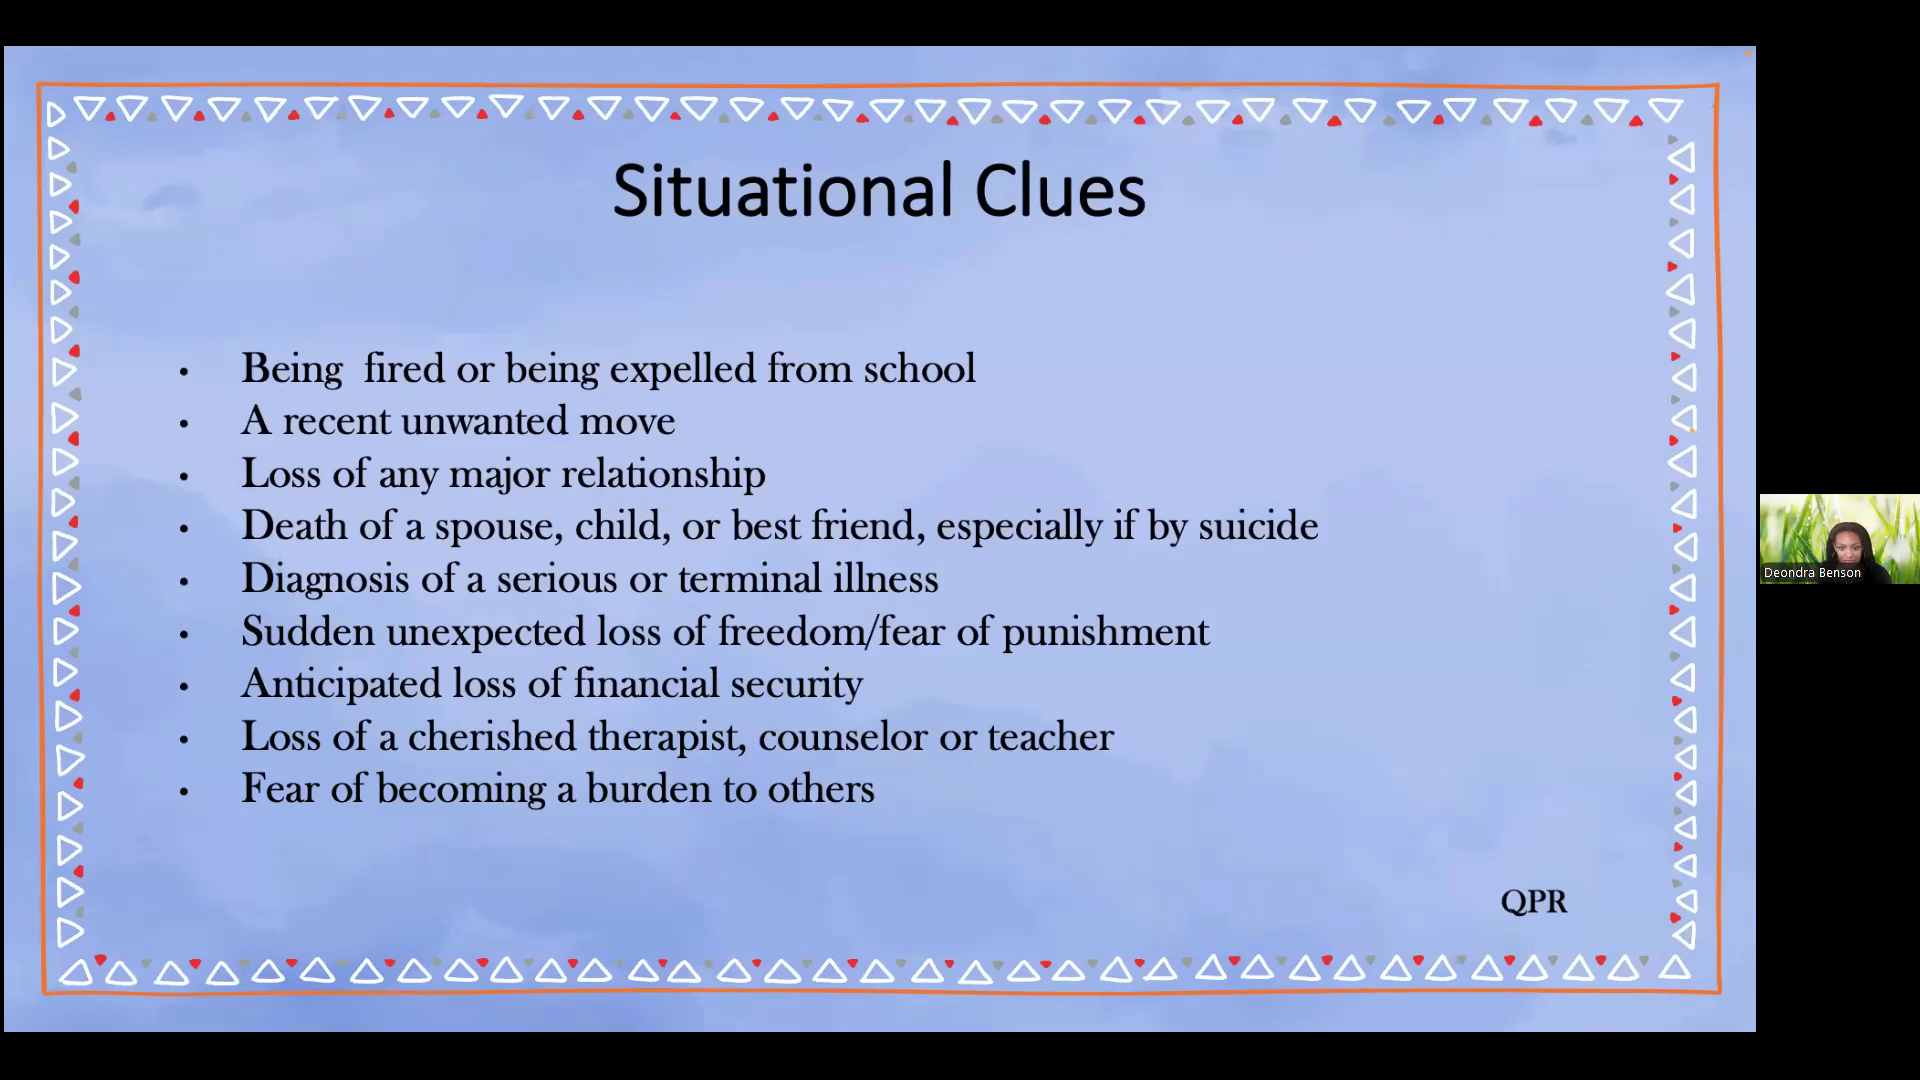 Situational Clues
• Being  fired or being expelled from school
• A recent unwanted move
• Loss of any major relationship
• Death of a spouse, child, or best friend, especially if by suicide
• Diagnosis of a serious or terminal illness
• Sudden unexpected loss of freedom/fear of punishment
• Anticipated loss of financial security
• Loss of a cherished therapist, counselor or teacher
• Fear of becoming a burden to others
QPR
Deondra Benson